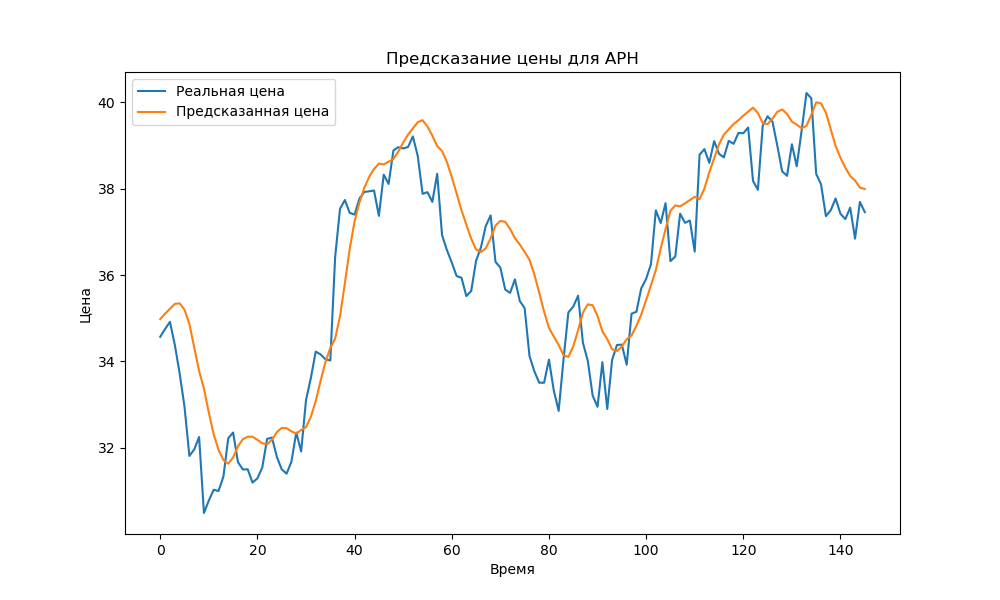 Предсказание цены для APH
Реальная цена
Предсказанная цена
Цена
40
38
36
34
32
0 20 40 60 80 100 120 140
Время